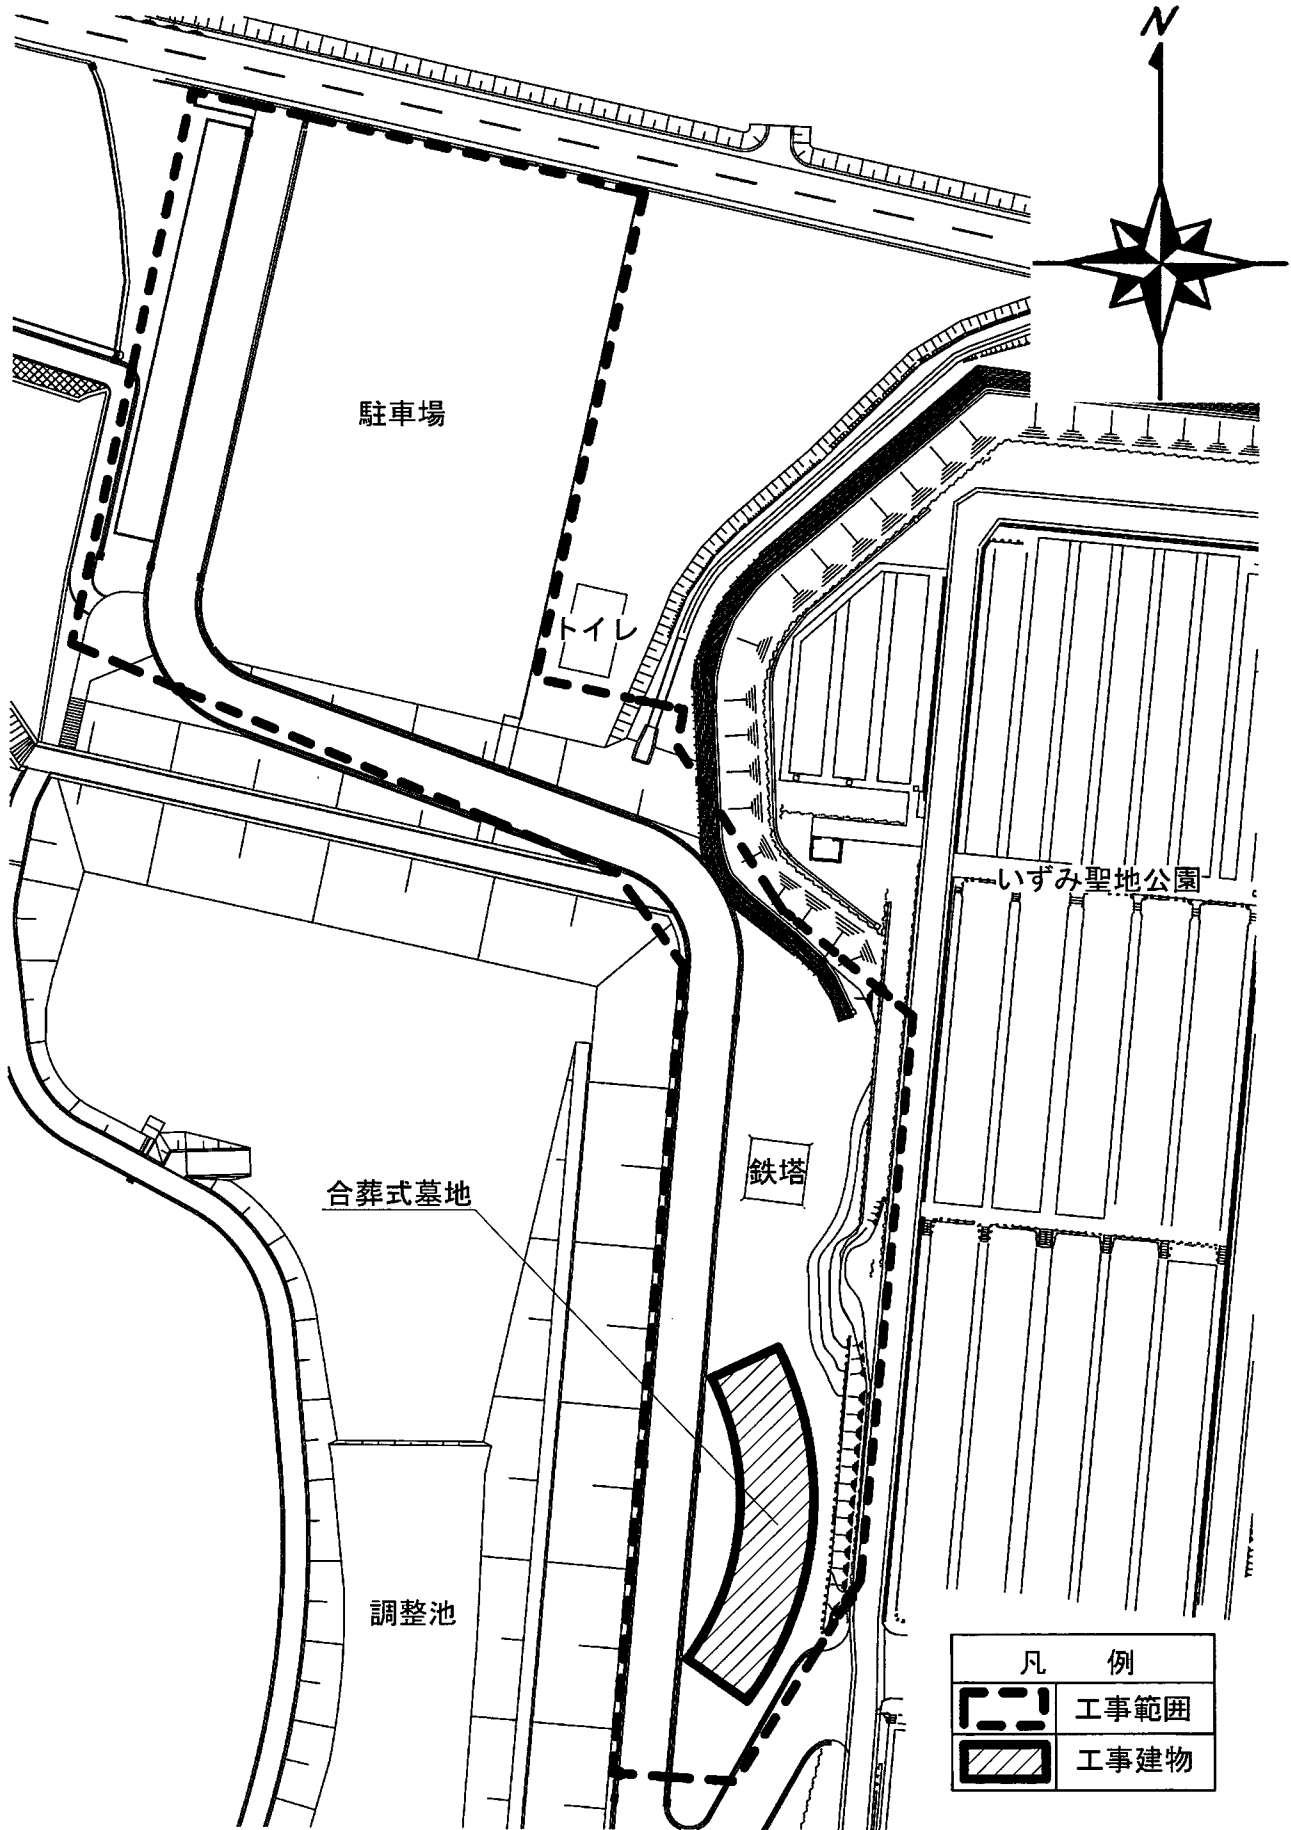 N
駐車場
トイレ
いずみ聖地公園
鉄塔
合葬式墓地
調整池
凡 例
工事範囲
工事建物